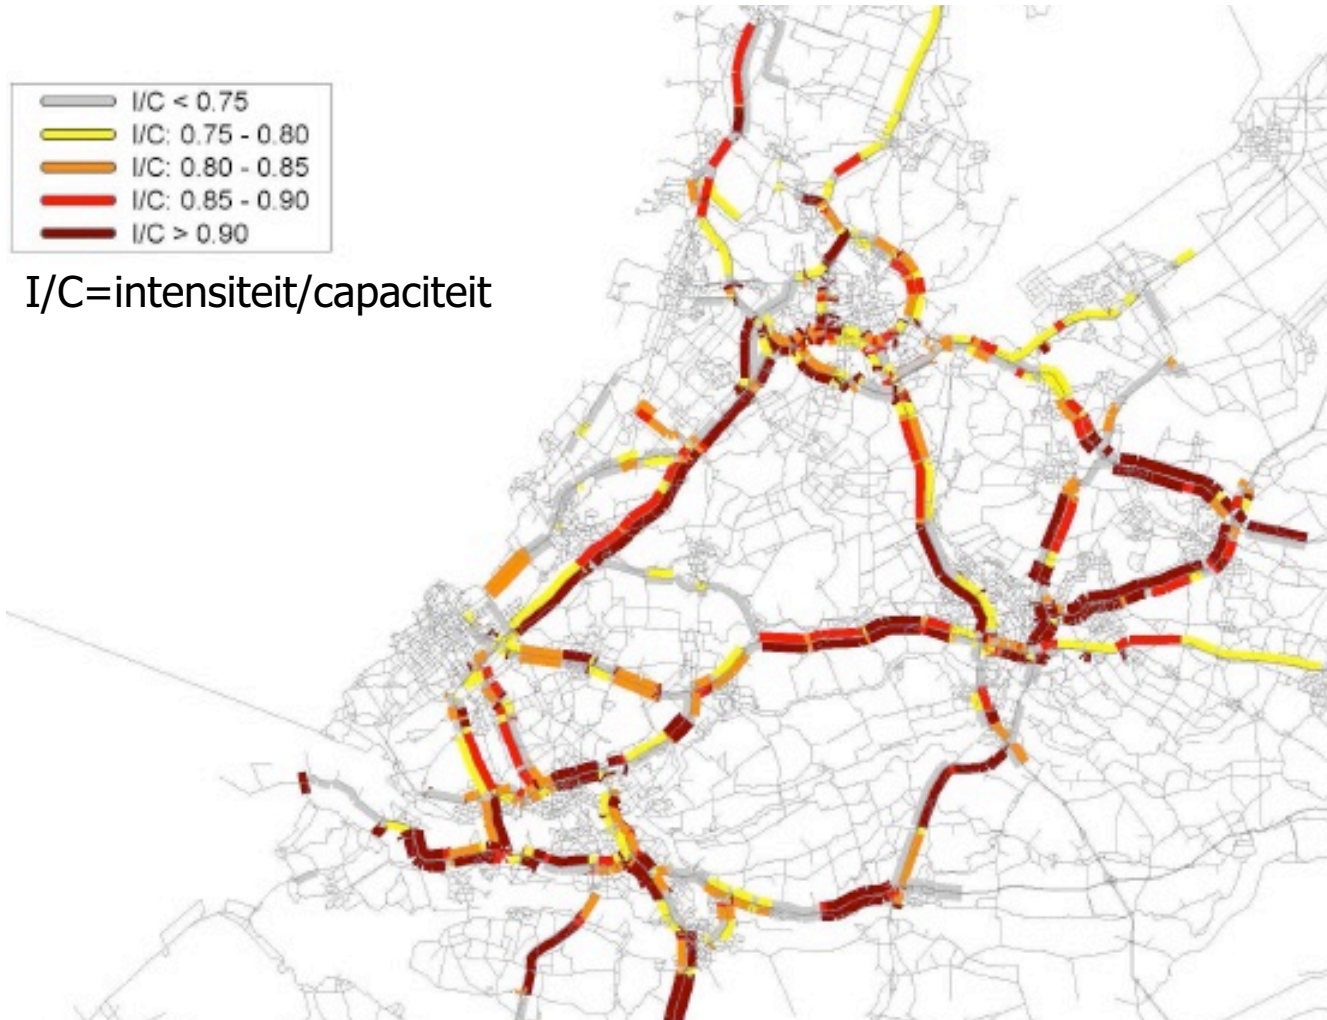 I/C < 0.75
I/C: 0.75 - 0.80
I/C: 0.80 - 0.85
I/C: 0.85 - 0.90
I/C > 0.90
I/C=intensiteit/capaciteit